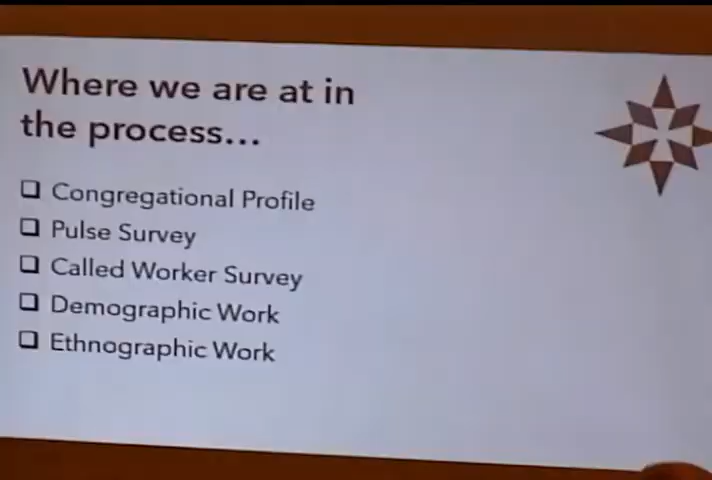 Where we are at in
the process...
❑ Congregational Profile
❑ Pulse Survey
❑ Called Worker Survey
❑ Demographic Work
❑ Ethnographic Work